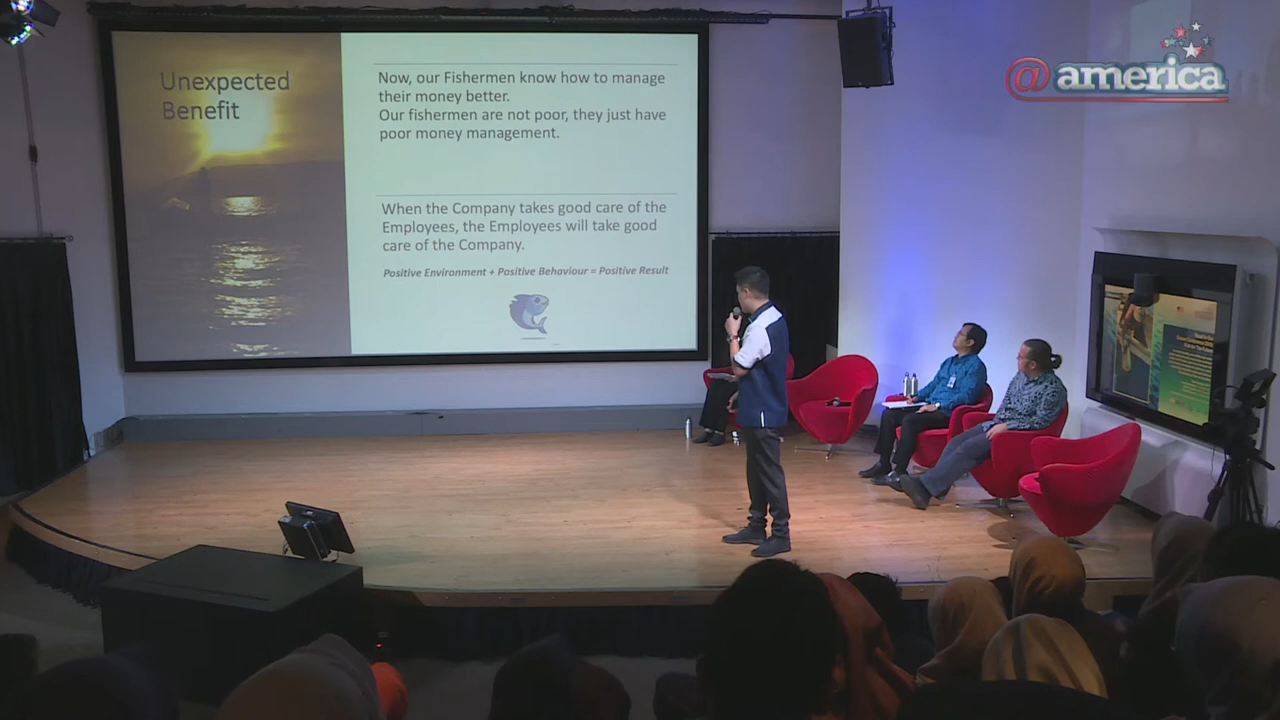 Unexpected
Benefit
Now, our Fishermen know how to manage
their money better.
Our fishermen are not poor, they just have
poor money management.
When the Company takes good care of the
Employees, the Employees will take good
care of the Company.
Positive Environment + Positive Behaviour = Positive Result
@america